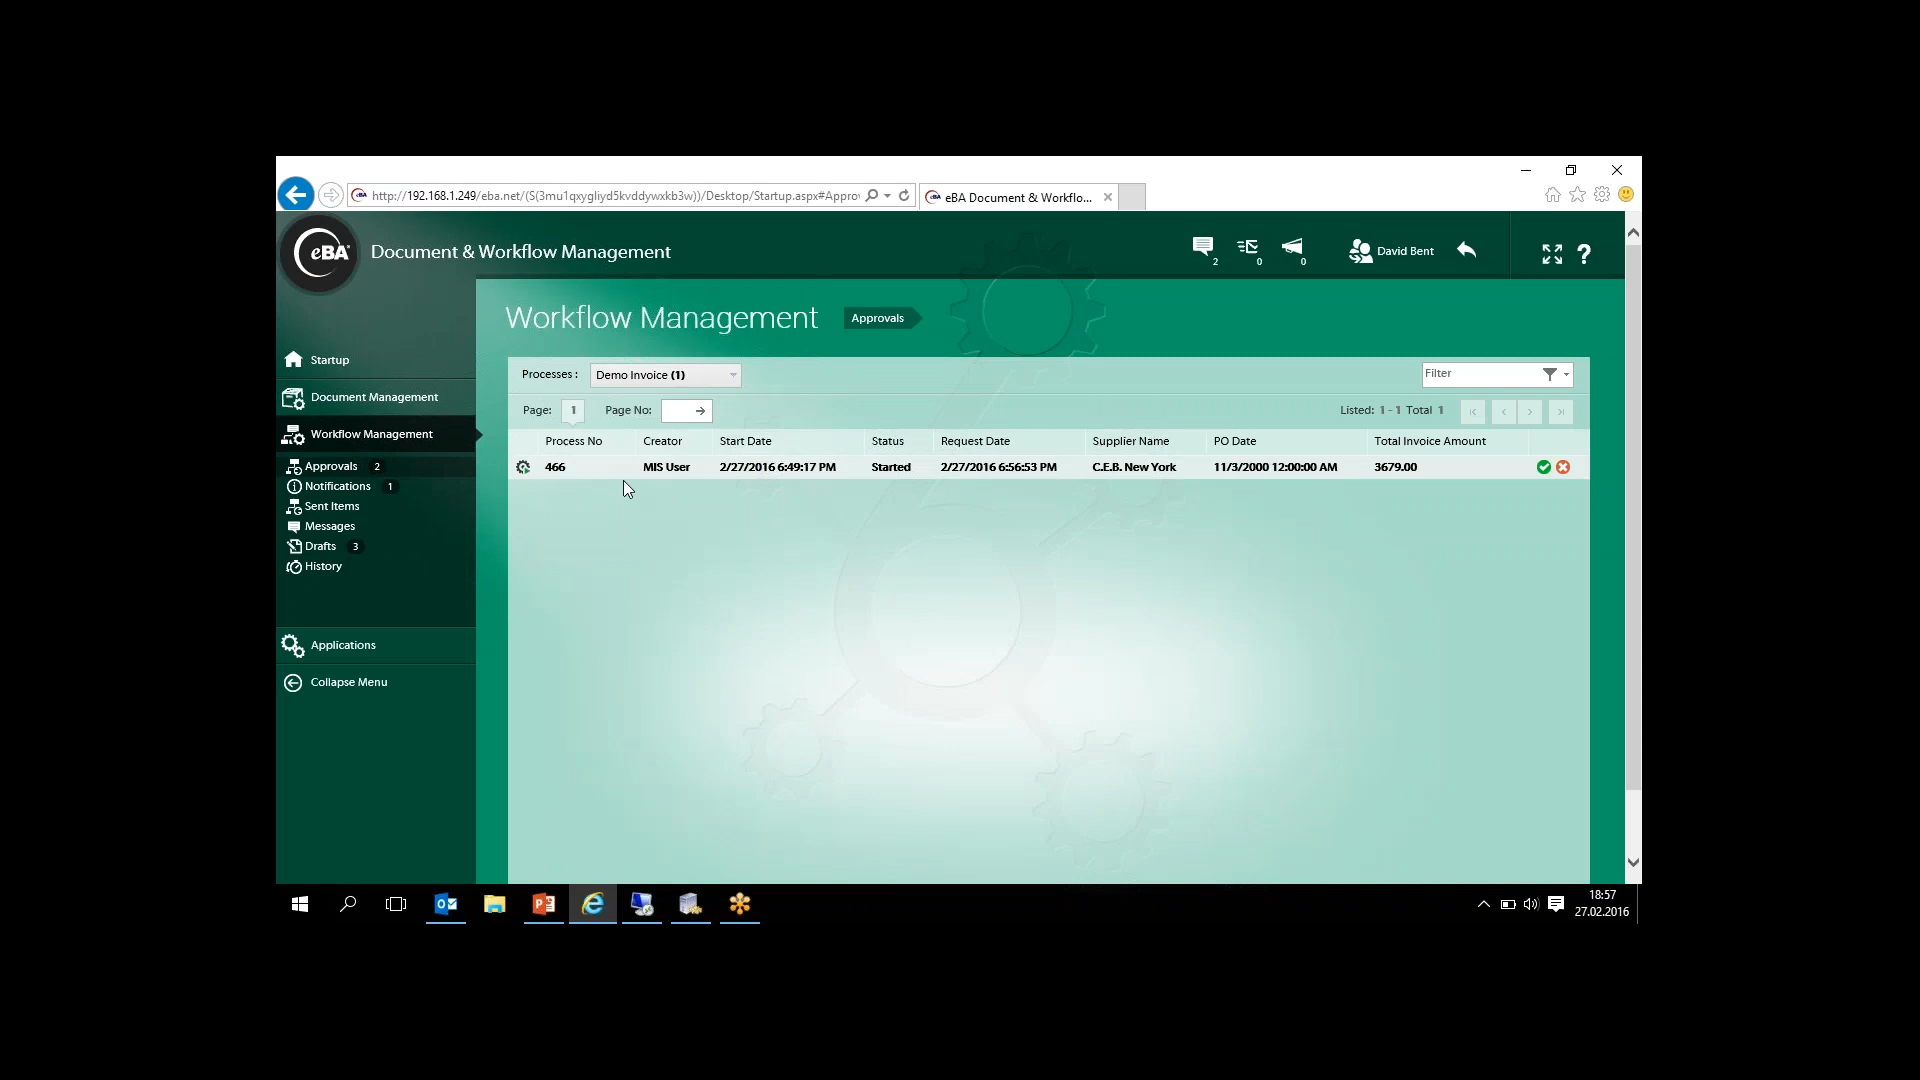 http://192.168.1.249/eba.net/(S(3mu1qxygliyd5kvddywxkb3w))/Desktop/Startup.aspx#Appro
eBA Document & Workflo...
eBA
Document & Workflow Management
2
0
0
David Bent
?
Workflow Management
Approvals
Startup
Document Management
Workflow Management
Approvals 2
Notifications 1
Sent Items
Messages
Drafts 3
History
Applications
Collapse Menu
Processes : Demo Invoice (1)
Filter
Page: 1 Page No:
Listed: 1 - 1 Total 1
Process No Creator Start Date Status Request Date Supplier Name PO Date Total Invoice Amount
466 MIS User 2/27/2016 6:49:17 PM Started 2/27/2016 6:56:53 PM C.E.B. New York 11/3/2000 12:00:00 AM 3679.00
18:57
27.02.2016